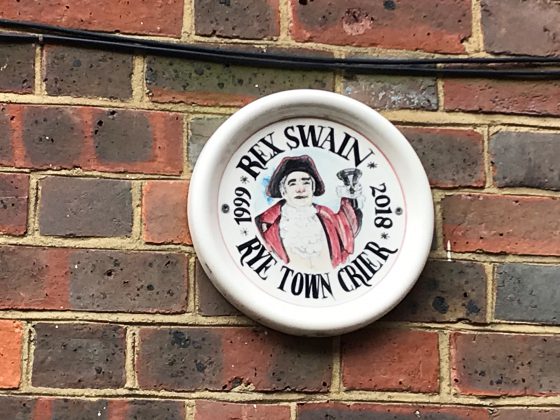 REX SWAIN
1999 2018
RYE TOWN CRIER